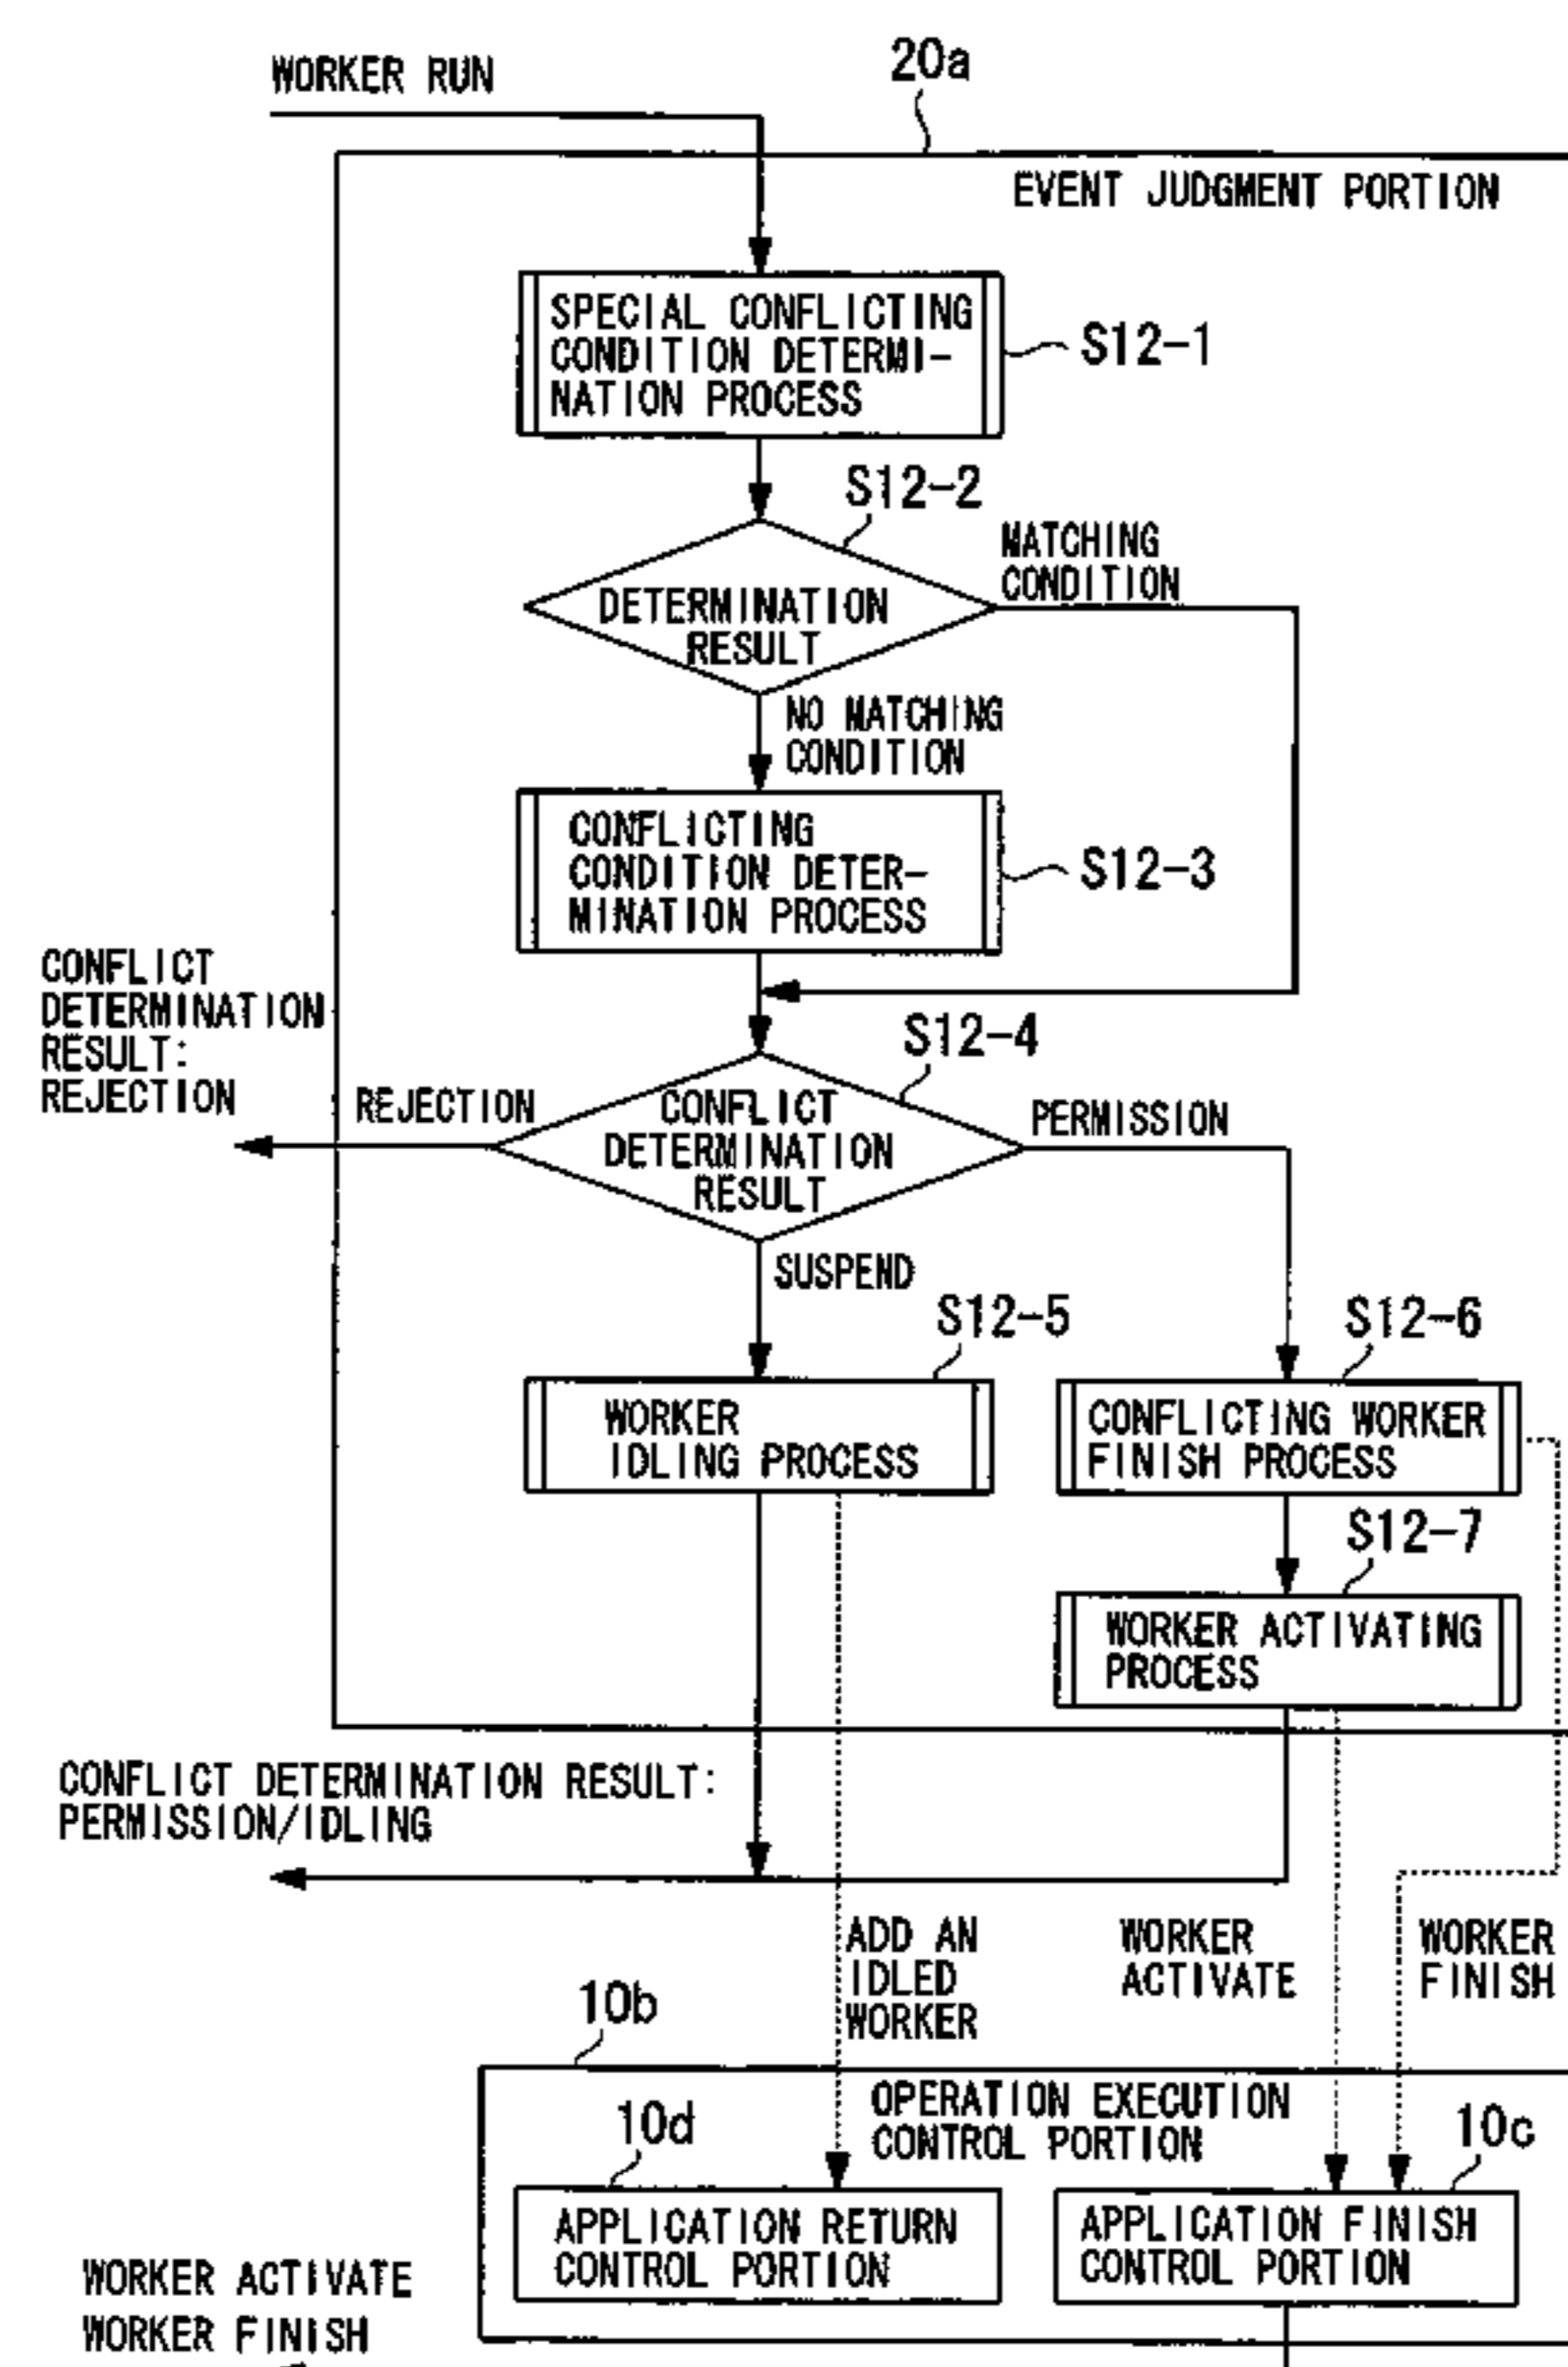 WORKER RUN
20a
EVENT JUDGMENT PORTION
SPECIAL CONFLICTING
CONDITION DETERMI-
NATION PROCESS
S12-1
S12-2
MATCHING
CONDITION
DETERMINATION
RESULT
NO MATCHING
CONDITION
CONFLICTING
CONDITION DETER-
MINATION PROCESS
S12-3
CONFLICT
DETERMINATION
RESULT:
REJECTION
S12-4
REJECTION
CONFLICT
DETERMINATION
RESULT
PERMISSION
SUSPEND
S12-5
S12-6
WORKER
IDLING PROCESS
CONFLICTING WORKER
FINISH PROCESS
S12-7
WORKER ACTIVATING
PROCESS
CONFLICT DETERMINATION RESULT:
PERMISSION/IDLING
ADD AN
IDLED
WORKER
WORKER
ACTIVATE
WORKER
FINISH
10b
OPERATION EXECUTION
CONTROL PORTION
10d
10c
APPLICATION RETURN
CONTROL PORTION
APPLICATION FINISH
CONTROL PORTION
WORKER ACTIVATE
WORKER FINISH